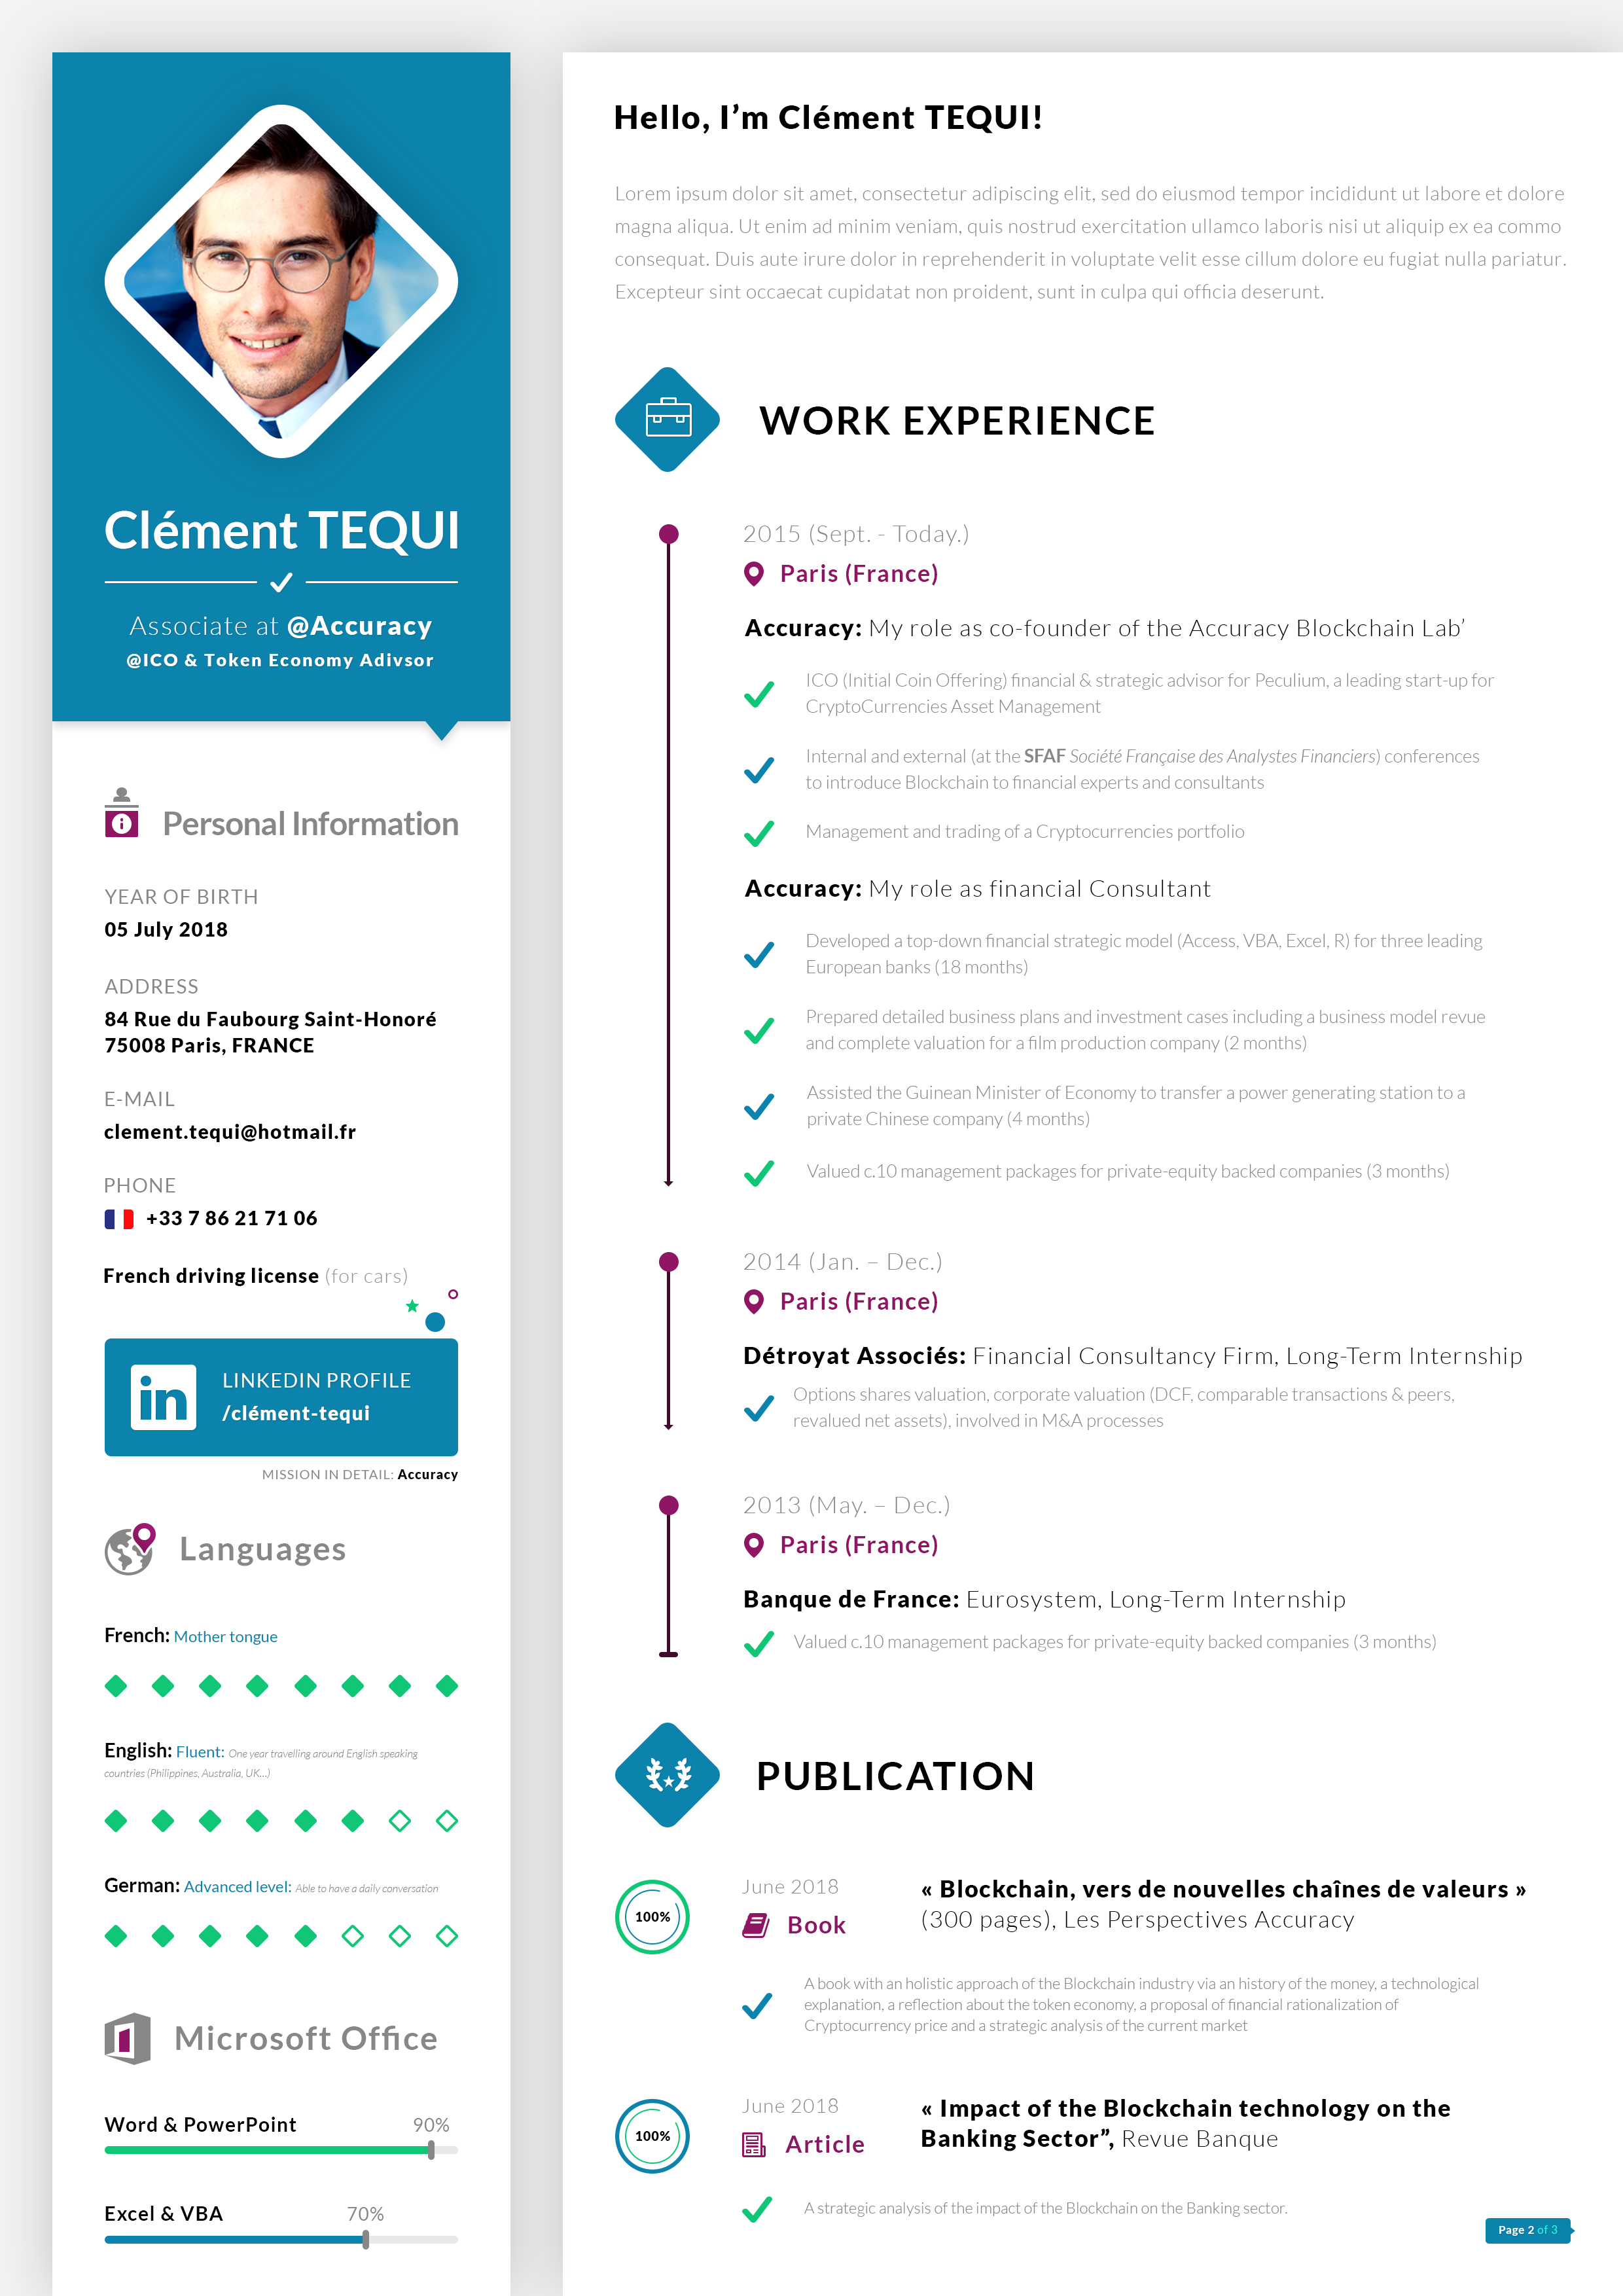 Clément TEQUI
Associate at @Accuracy
@ICO & Token Economy Adivsor
Personal Information
YEAR OF BIRTH
05 July 2018
ADDRESS
84 Rue du Faubourg Saint-Honoré
75008 Paris, FRANCE
E-MAIL
clement.tequi@hotmail.fr
PHONE
+33 7 86 21 71 06
French driving license (for cars)
in
LINKEDIN PROFILE
/clément-tequi
MISSION IN DETAIL: Accuracy
Languages
French: Mother tongue
English: Fluent: One year travelling around English speaking
countries (Philippines, Australia, UK...)
German: Advanced level: Able to have a daily conversation
Microsoft Office
Word & PowerPoint 90%
Excel & VBA 70%
Hello, I’m Clément TEQUI!
Lorem ipsum dolor sit amet, consectetur adipiscing elit, sed do eiusmod tempor incididunt ut labore et dolore
magna aliqua. Ut enim ad minim veniam, quis nostrud exercitation ullamco laboris nisi ut aliquip ex ea commo
consequat. Duis aute irure dolor in reprehenderit in voluptate velit esse cillum dolore eu fugiat nulla pariatur.
Excepteur sint occaecat cupidatat non proident, sunt in culpa qui officia deserunt.
WORK EXPERIENCE
2015 (Sept. - Today.)
Paris (France)
Accuracy: My role as co-founder of the Accuracy Blockchain Lab’
ICO (Initial Coin Offering) financial & strategic advisor for Peculium, a leading start-up for
CryptoCurrencies Asset Management
Internal and external (at the SFAF Société Française des Analystes Financiers) conferences
to introduce Blockchain to financial experts and consultants
Management and trading of a Cryptocurrencies portfolio
Accuracy: My role as financial Consultant
Developed a top-down financial strategic model (Access, VBA, Excel, R) for three leading
European banks (18 months)
Prepared detailed business plans and investment cases including a business model revue
and complete valuation for a film production company (2 months)
Assisted the Guinean Minister of Economy to transfer a power generating station to a
private Chinese company (4 months)
Valued c.10 management packages for private-equity backed companies (3 months)
2014 (Jan. – Dec.)
Paris (France)
Détroyat Associés: Financial Consultancy Firm, Long-Term Internship
Options shares valuation, corporate valuation (DCF, comparable transactions & peers,
revalued net assets), involved in M&A processes
2013 (May. – Dec.)
Paris (France)
Banque de France: Eurosystem, Long-Term Internship
Valued c.10 management packages for private-equity backed companies (3 months)
PUBLICATION
100%
June 2018
Book
« Blockchain, vers de nouvelles chaînes de valeurs »
(300 pages), Les Perspectives Accuracy
A book with an holistic approach of the Blockchain industry via an history of the money, a technological
explanation, a reflection about the token economy, a proposal of financial rationalization of
Cryptocurrency price and a strategic analysis of the current market
100%
June 2018
Article
« Impact of the Blockchain technology on the
Banking Sector”, Revue Banque
A strategic analysis of the impact of the Blockchain on the Banking sector.
Page 2 of 3